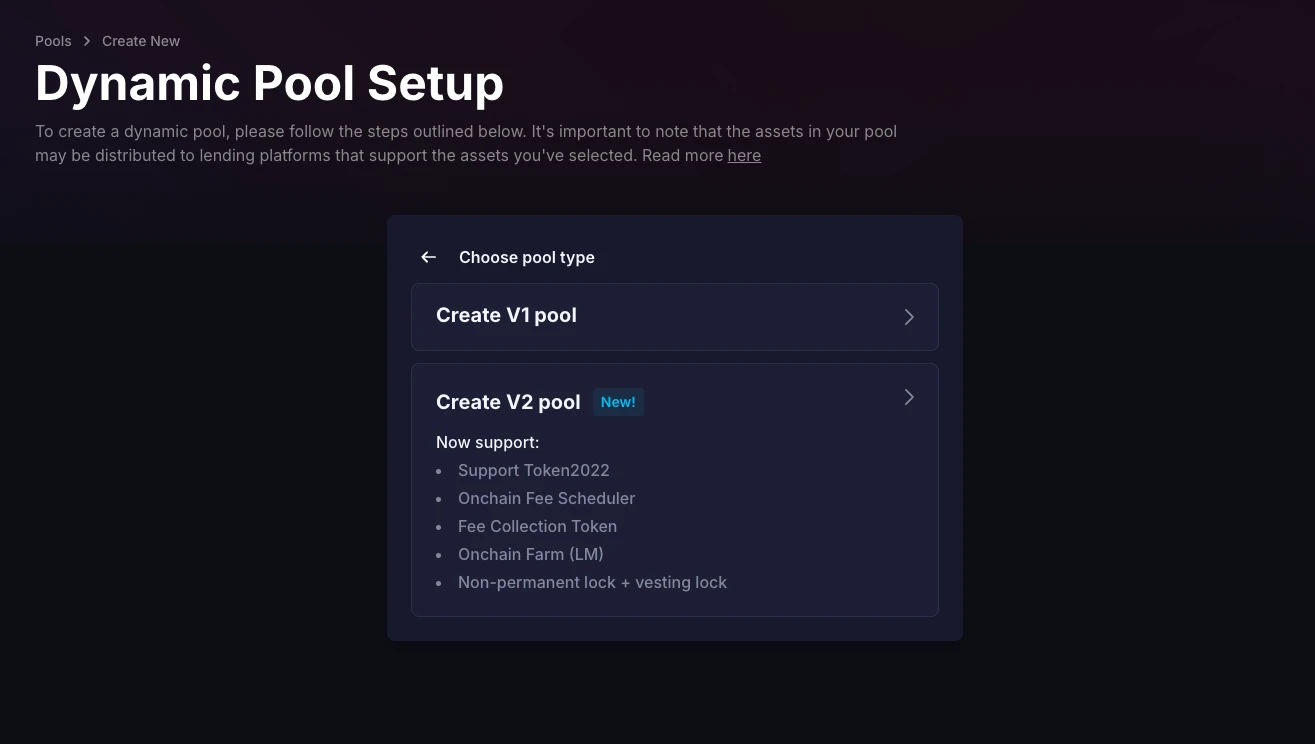 Pools > Create New
Dynamic Pool Setup
To create a dynamic pool, please follow the steps outlined below. It's important to note that the assets in your pool
may be distributed to lending platforms that support the assets you've selected. Read more here
Choose pool type
Create V1 pool
Create V2 pool New!
Now support:
• Support Token2022
• Onchain Fee Scheduler
• Fee Collection Token
• Onchain Farm (LM)
• Non-permanent lock + vesting lock